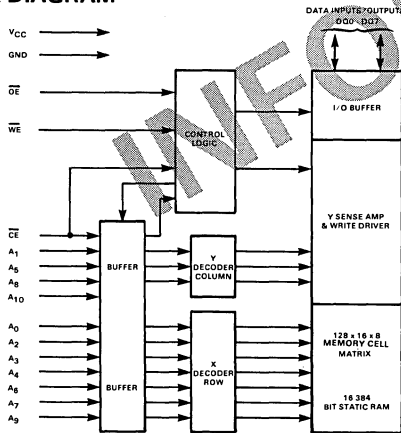 DIAGRAM
DATA INPUTS/OUTPUTS
DQ0 DQ7
VCC
GND
OE
WE
CE
A1
A5
A8
A10
A0
A2
A3
A4
A6
A7
A9
CONTROL
LOGIC
BUFFER
BUFFER
Y
DECODER
COLUMN
X
DECODER
ROW
I/O BUFFER
Y SENSE AMP
& WRITE DRIVER
128 x 16 x 8
MEMORY CELL
MATRIX
16 384
BIT STATIC RAM